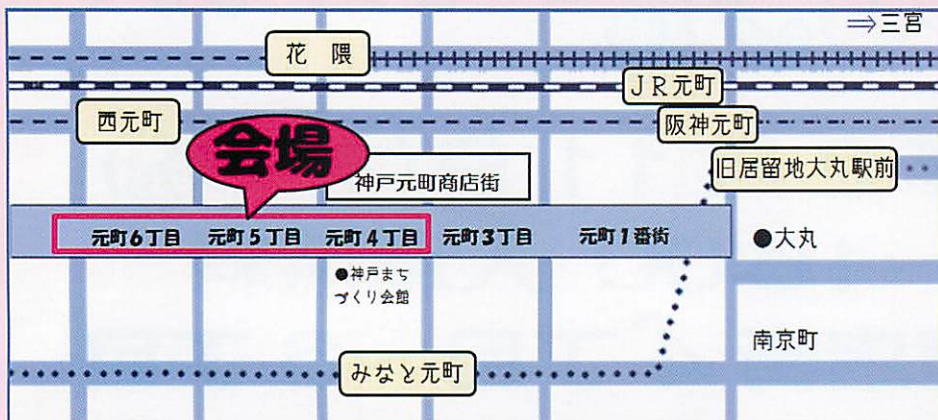 ⇒三宮
花 隈
JR元町
西元町
阪神元町
会場
旧居留地大丸駅前
神戸元町商店街
元町6丁目 元町5丁目 元町4丁目 元町3丁目 元町1番街
●大丸
●神戸まち
づくり会館
南京町
みなと元町